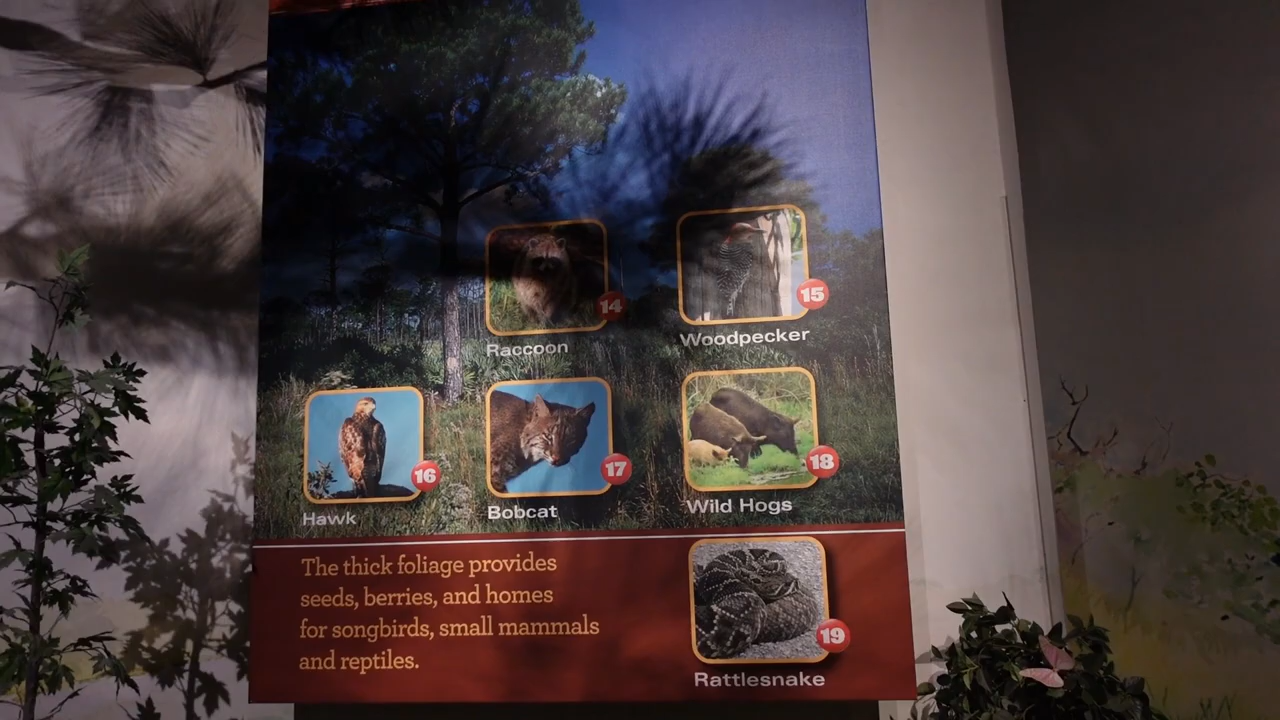 14
Raccoon
15
Woodpecker
16
Hawk
17
Bobcat
18
Wild Hogs
The thick foliage provides
seeds, berries, and homes
for songbirds, small mammals
and reptiles.
19
Rattlesnake